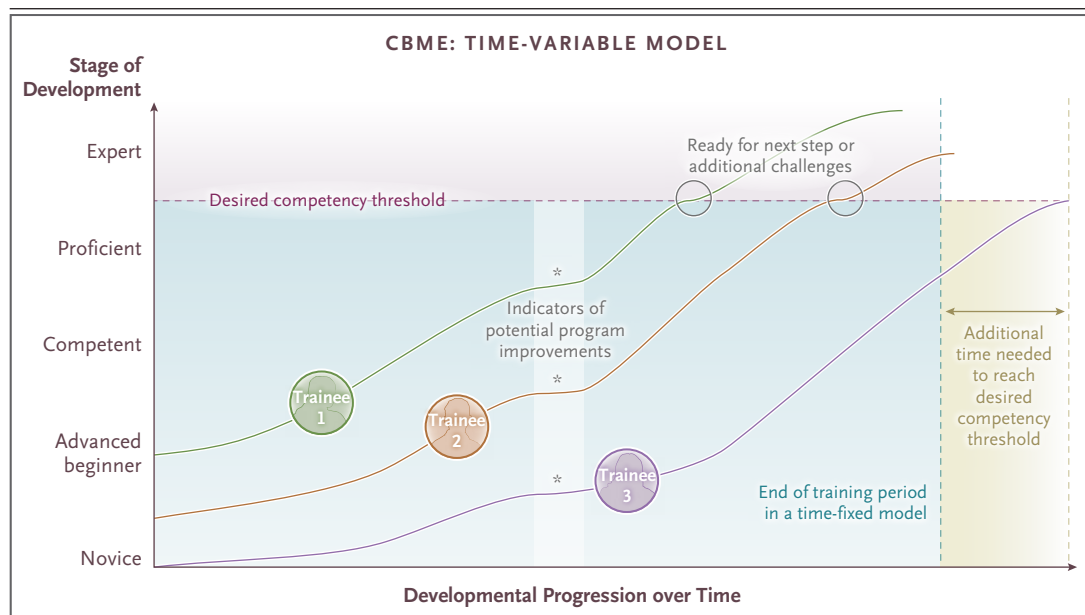 CBME: TIME-VARIABLE MODEL
Stage of
Development
Expert
Ready for next step or
additional challenges
Desired competency threshold
Proficient
*
Indicators of
potential program
improvements
Competent
Additional
time needed
to reach
desired
competency
threshold
*
Trainee
1
Trainee
2
Advanced
beginner
*
Trainee
3
End of training period
in a time-fixed model
Novice
Developmental Progression over Time